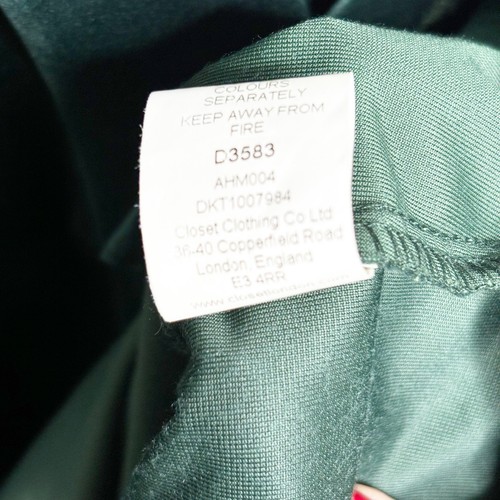 COLOURS
SEPARATELY
KEEP AWAY FROM
FIRE
D3583
AHM004
DKT1007984
Closet Clothing Co Ltd
36-40 Copperfield Road
London, England
E3 4RR